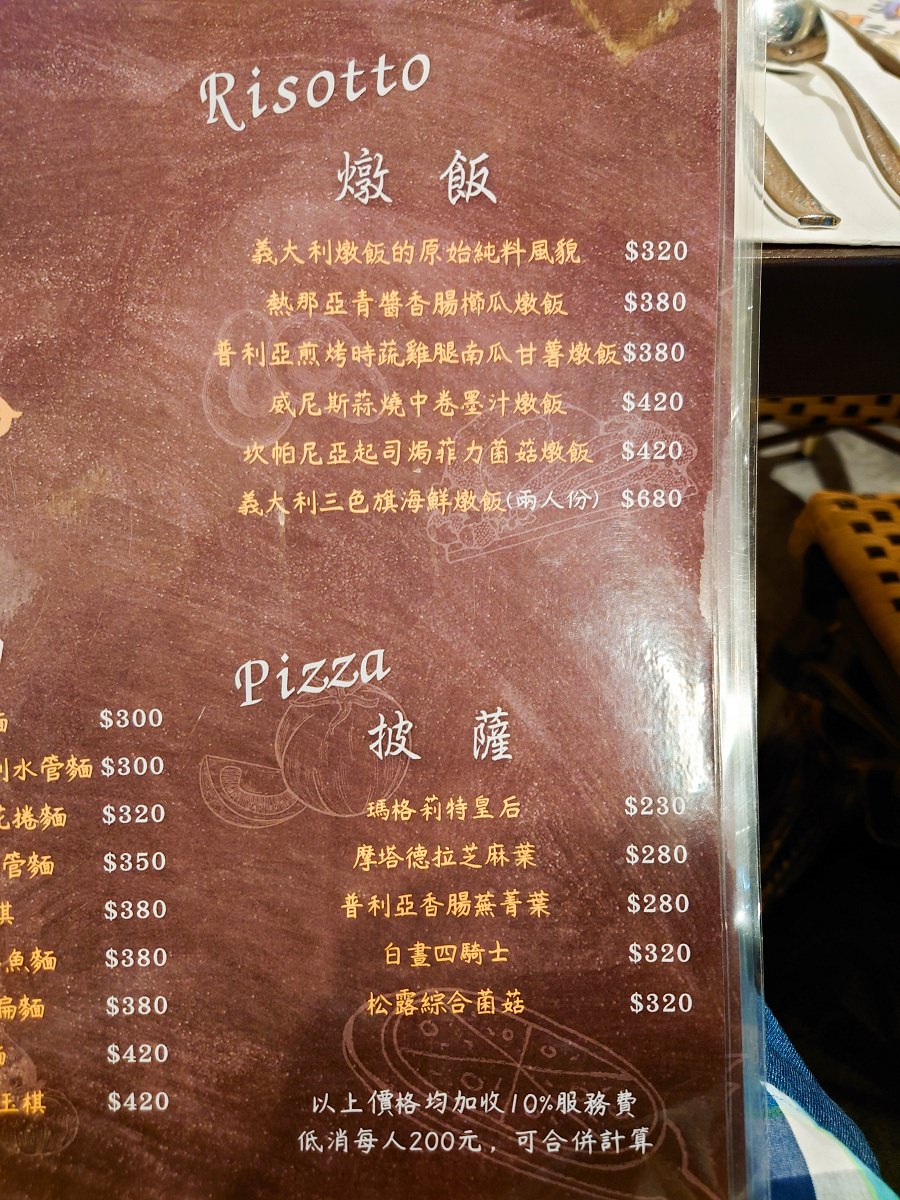 Risotto
燉 飯
義大利燉飯的原始純料風貌 $320
熱那亞青醬香腸櫛瓜燉飯 $380
普利亞煎烤時蔬雞腿南瓜甘薯燉飯$380
威尼斯蒜燒中卷墨汁燉飯 $420
坎帕尼亞起司焗菲力菌菇燉飯 $420
義大利三色旗海鮮燉飯(兩人份) $680
$300
水管麵 $300
捲麵 $320
管麵 $350
$380
魚麵 $380
扁麵 $380
$420
玉棋 $420
Pizza
披 薩
瑪格莉特皇后 $230
摩塔德拉芝麻葉 $280
普利亞香腸蕪菁葉 $280
白晝四騎士 $320
松露綜合菌菇 $320
以上價格均加收10%服務費
低消每人200元，可合併計算